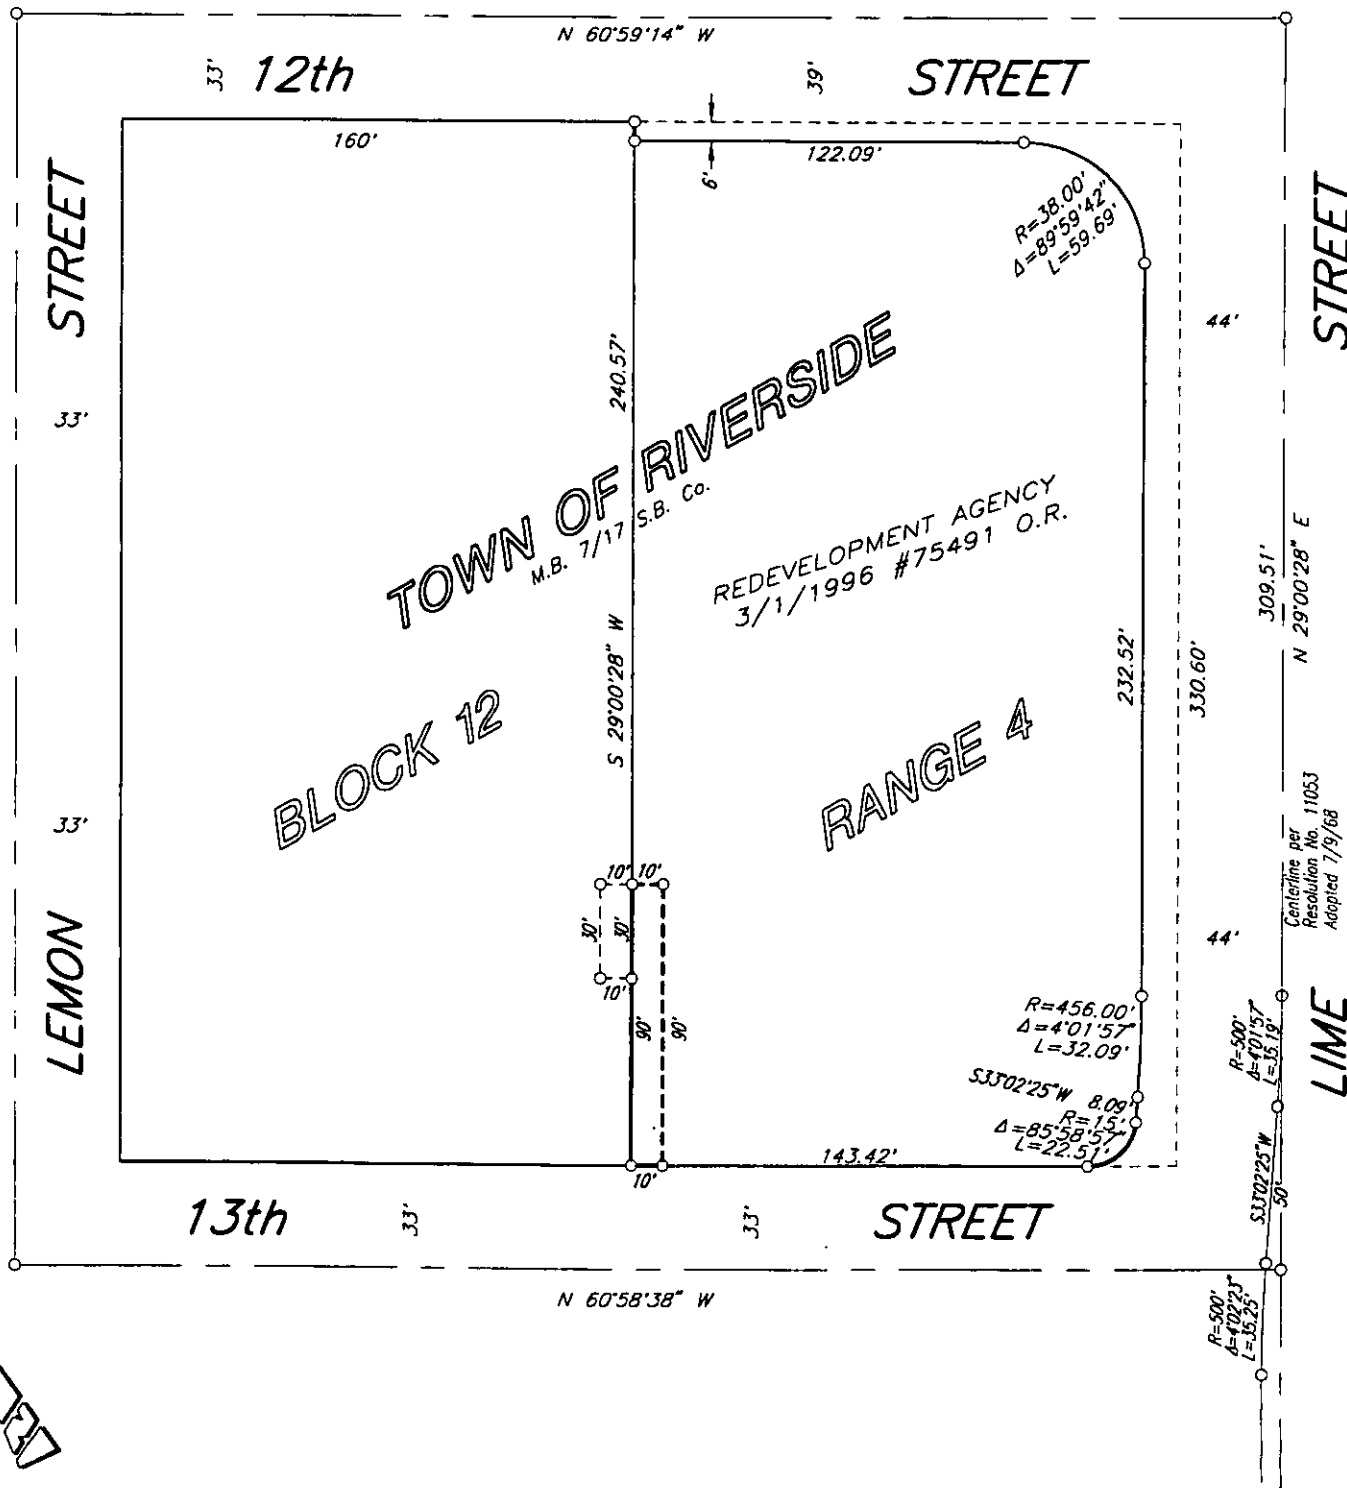 N 60°59'14" W
33'
12th
39'
STREET
160'
6'
122.09'
R=38.00'
Δ=89°59'42"
L=59.69'
STREET
STREET
44'
33'
240.57'
TOWN OF RIVERSIDE
M.B. 7/17 S.B. Co.
REDEVELOPMENT AGENCY
3/1/1996 #75491 O.R.
309.51'
N 29°00'28" E
S 29°00'28" W
232.52'
330.60'
BLOCK 12
RANGE 4
33'
Centerline per
Resolution No. 11053
Adopted 7/9/68
10'
10'
30'
30'
10'
44'
LEMON
LIME
90'
90'
R=456.00'
Δ=4°01'57"
L=32.09'
R=500'
Δ=4°01'57"
L=35.19'
S33°02'25"W
8.09'
R=15'
Δ=85°58'57"
L=22.51'
143.42'
10'
S33°02'25"W
50'
13th
33'
33'
STREET
N 60°58'38" W
R=500'
Δ=4°02'23"
L=35.25'